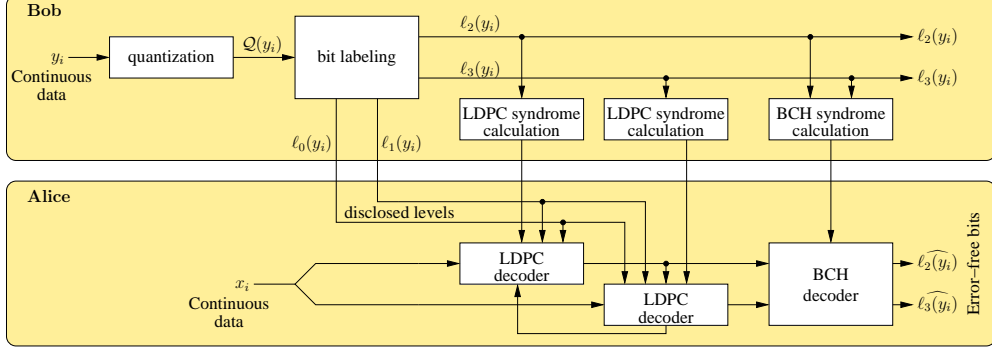 Bob
y_i
Continuous
data
quantization
𝒬(y_i)
bit labeling
ℓ_2(y_i)
ℓ_2(y_i)
ℓ_3(y_i)
ℓ_3(y_i)
LDPC syndrome
calculation
LDPC syndrome
calculation
BCH syndrome
calculation
ℓ_0(y_i)
ℓ_1(y_i)
Alice
disclosed levels
LDPC
decoder
x_i
Continuous
data
LDPC
decoder
BCH
decoder
\widehat{ℓ_2(y_i)}
\widehat{ℓ_3(y_i)}
Error–free bits